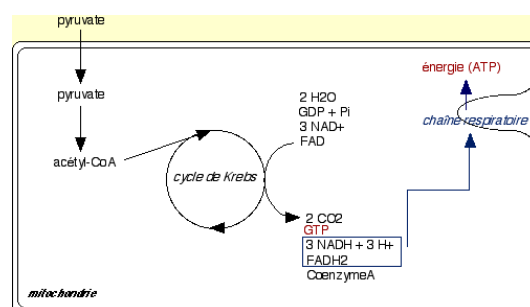 pyruvate
pyruvate
acétyl-CoA
cycle de Krebs
2 H2O
GDP + Pi
3 NAD+
FAD
2 CO2
GTP
3 NADH + 3 H+
FADH2
CoenzymeA
énergie (ATP)
chaîne respiratoire
mitochondrie